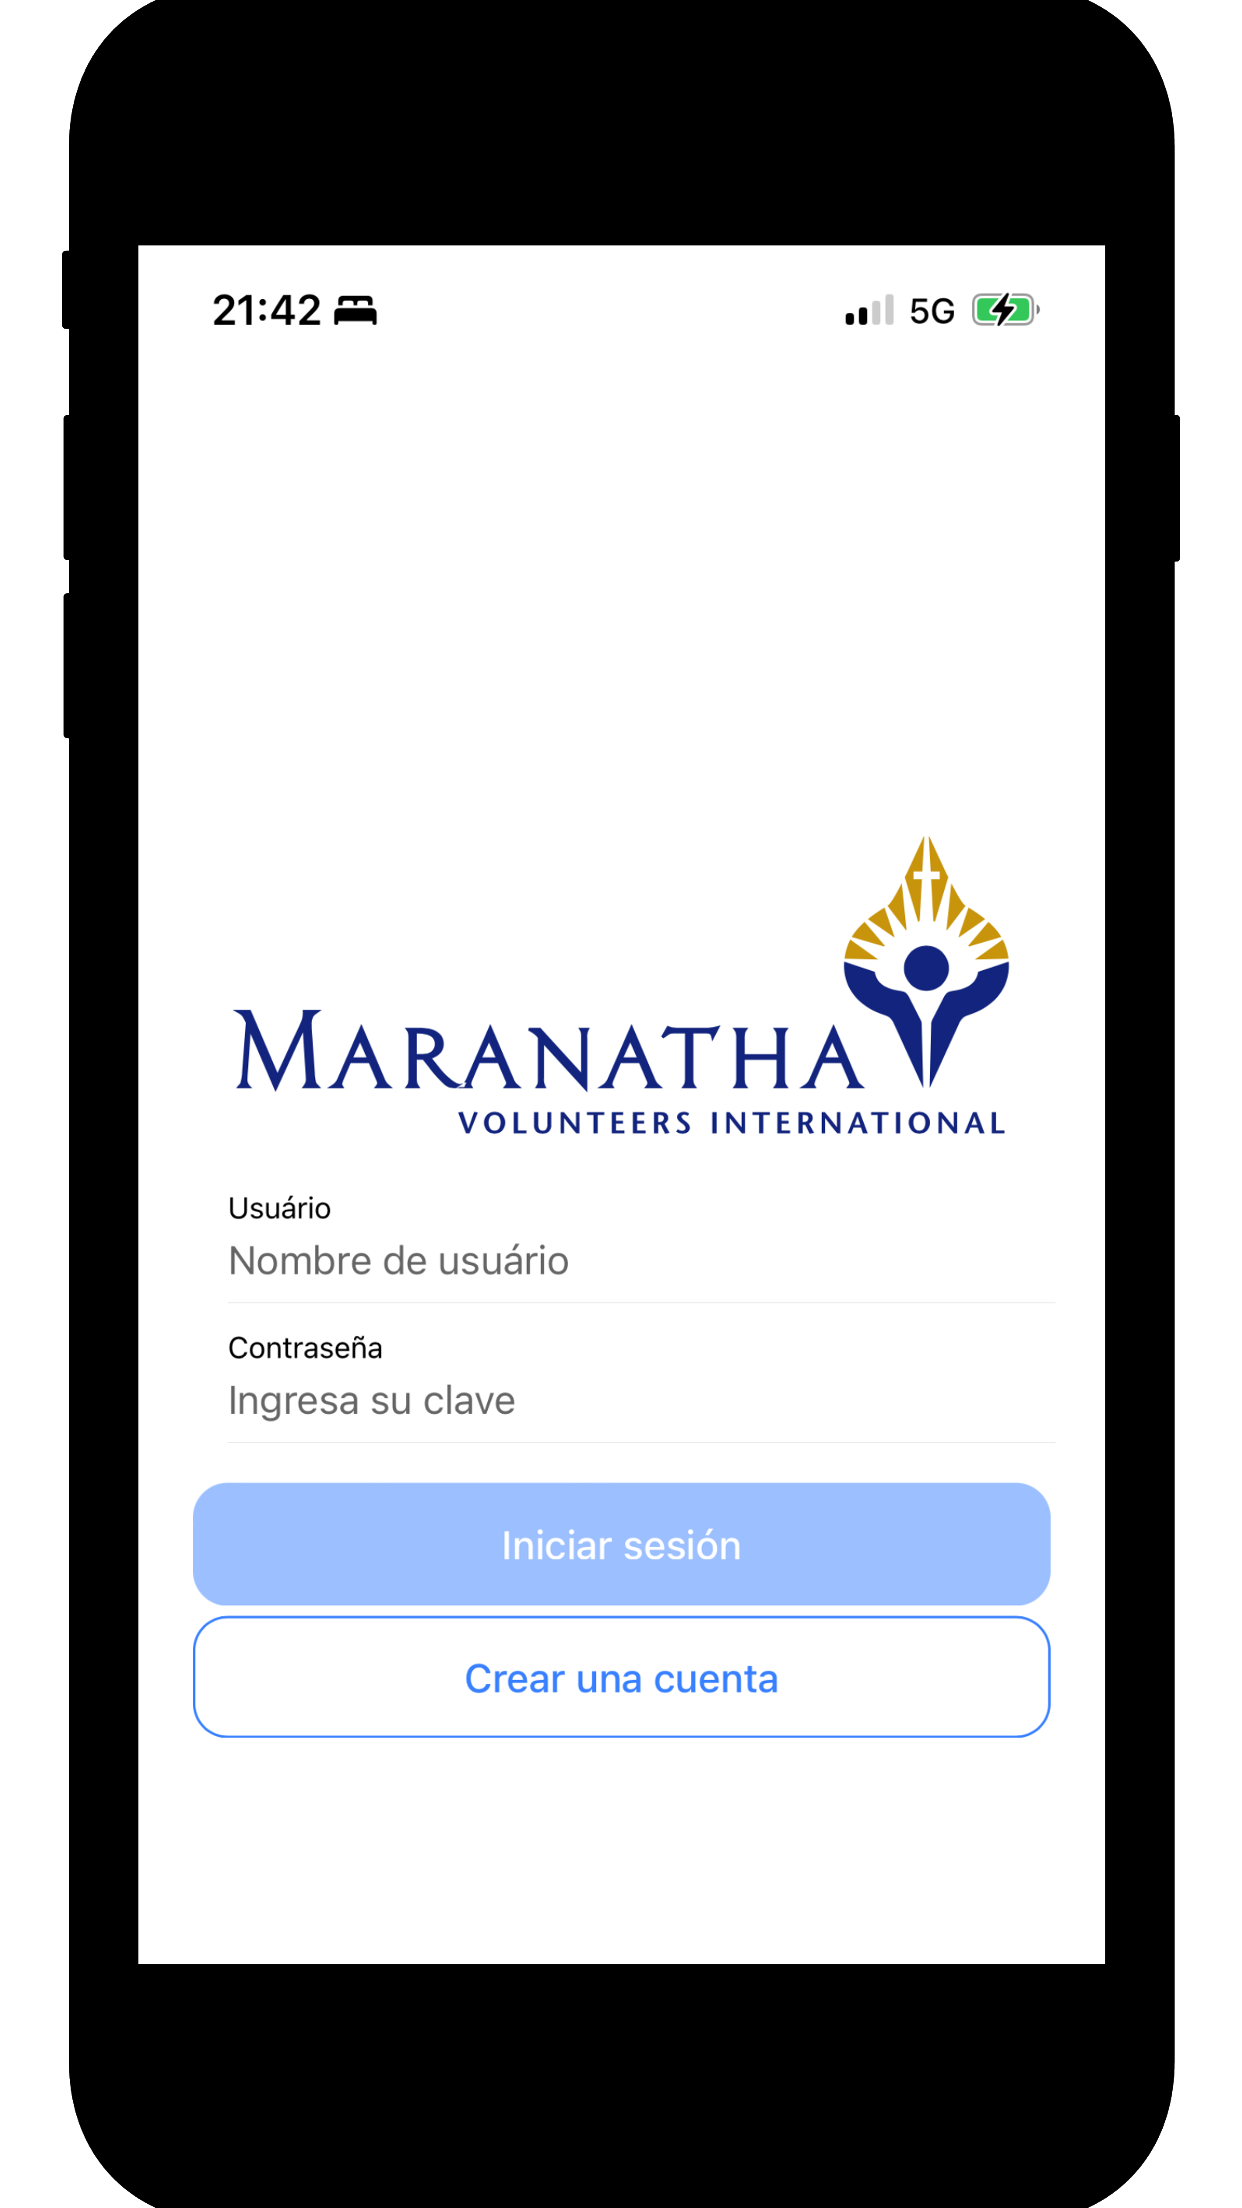 21:42 5G
MARANATHA
VOLUNTEERS INTERNATIONAL
Usuário
Nombre de usuário
Contraseña
Ingresa su clave
Iniciar sesión
Crear una cuenta